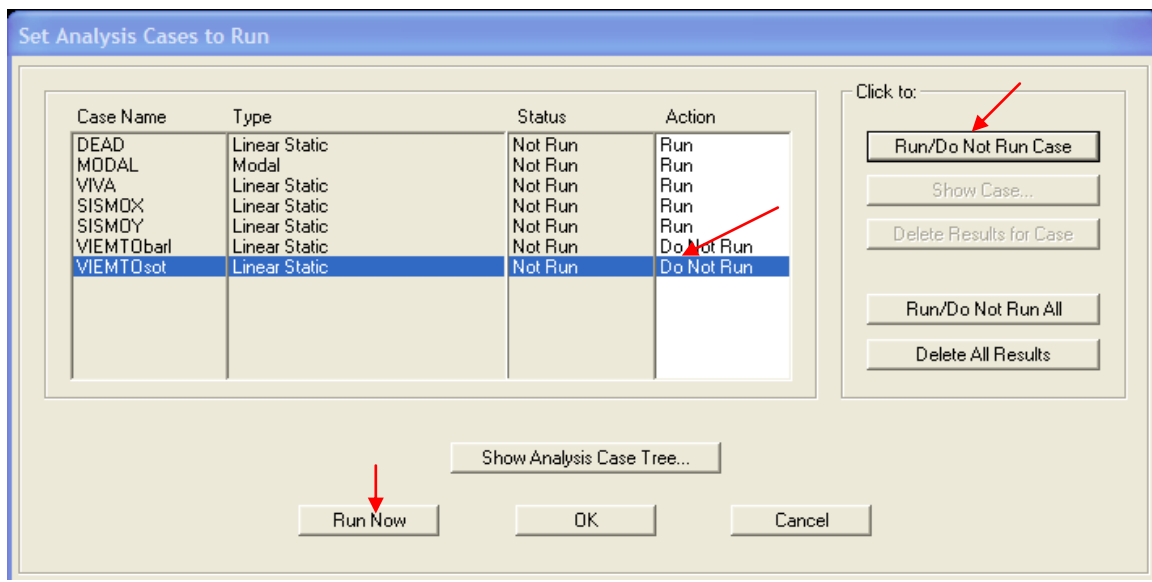 Set Analysis Cases to Run
Case Name Type Status Action
DEAD Linear Static Not Run Run
MODAL Modal Not Run Run
VIVA Linear Static Not Run Run
SISMOX Linear Static Not Run Run
SISMOY Linear Static Not Run Run
VIEMTObarl Linear Static Not Run Do Not Run
VIEMTOsot Linear Static Not Run Do Not Run
Click to:
Run/Do Not Run Case
Show Case...
Delete Results for Case
Run/Do Not Run All
Delete All Results
Show Analysis Case Tree...
Run Now OK Cancel